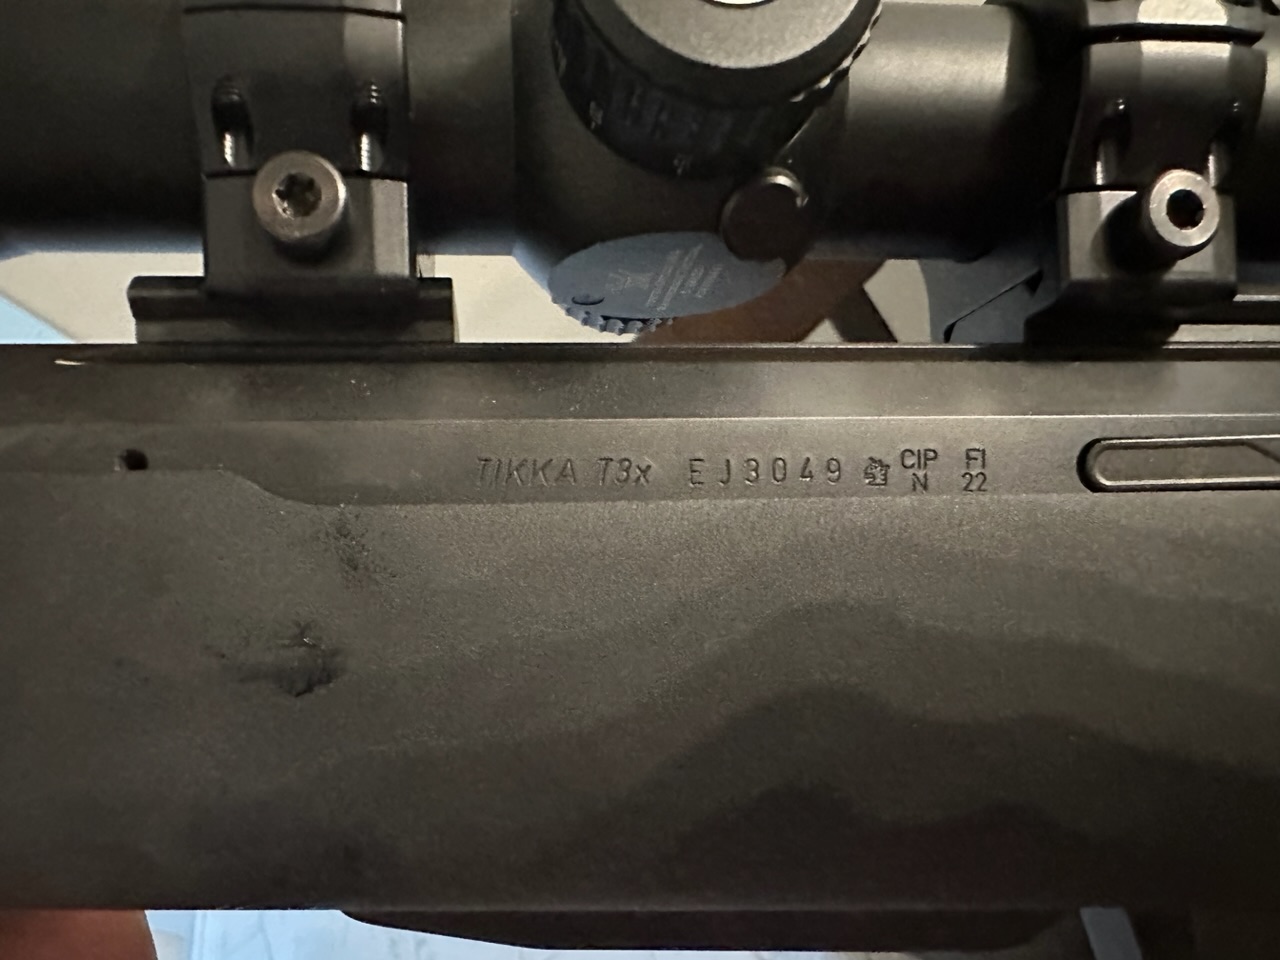 TIKKA T3x EJ3049 CIP FI
N 22